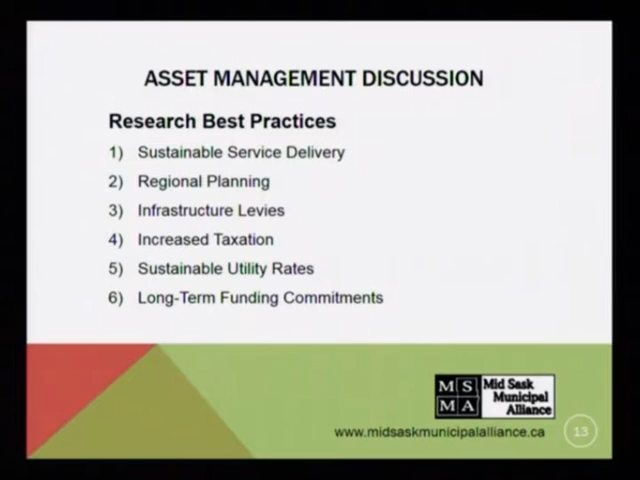 ASSET MANAGEMENT DISCUSSION
Research Best Practices
1) Sustainable Service Delivery
2) Regional Planning
3) Infrastructure Levies
4) Increased Taxation
5) Sustainable Utility Rates
6) Long-Term Funding Commitments
M S
M A
Mid Sask
Municipal
Alliance
www.midsaskmunicipalalliance.ca
13